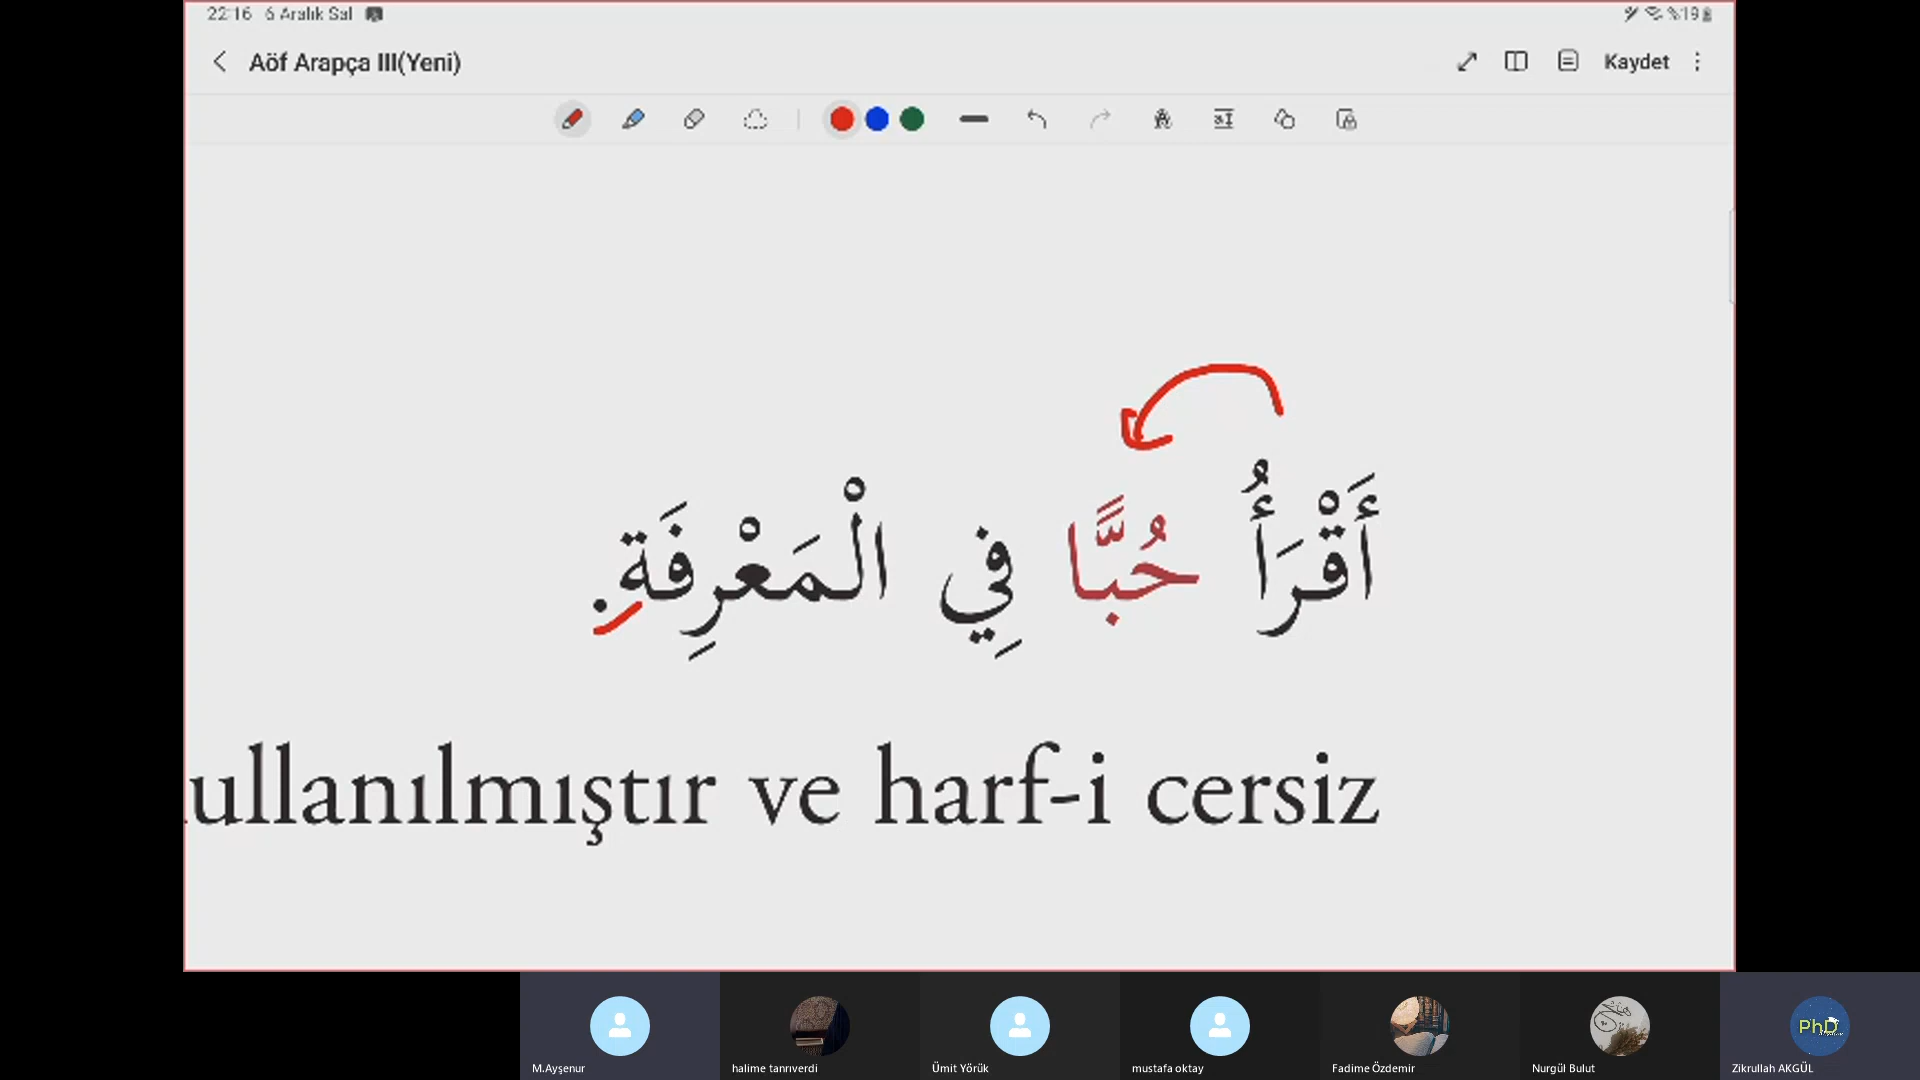 22:16 6 Aralık Sal
%19
Aöf Arapça III(Yeni)
Kaydet
أَقْرَأُ حُبًّا فِي الْمَعْرِفَةِ.
ullanılmıştır ve harf-i cersiz
M.Ayşenur
halime tanrıverdi
Ümit Yörük
mustafa oktay
Fadime Özdemir
Nurgül Bulut
PhD
Zikrullah AKGÜL